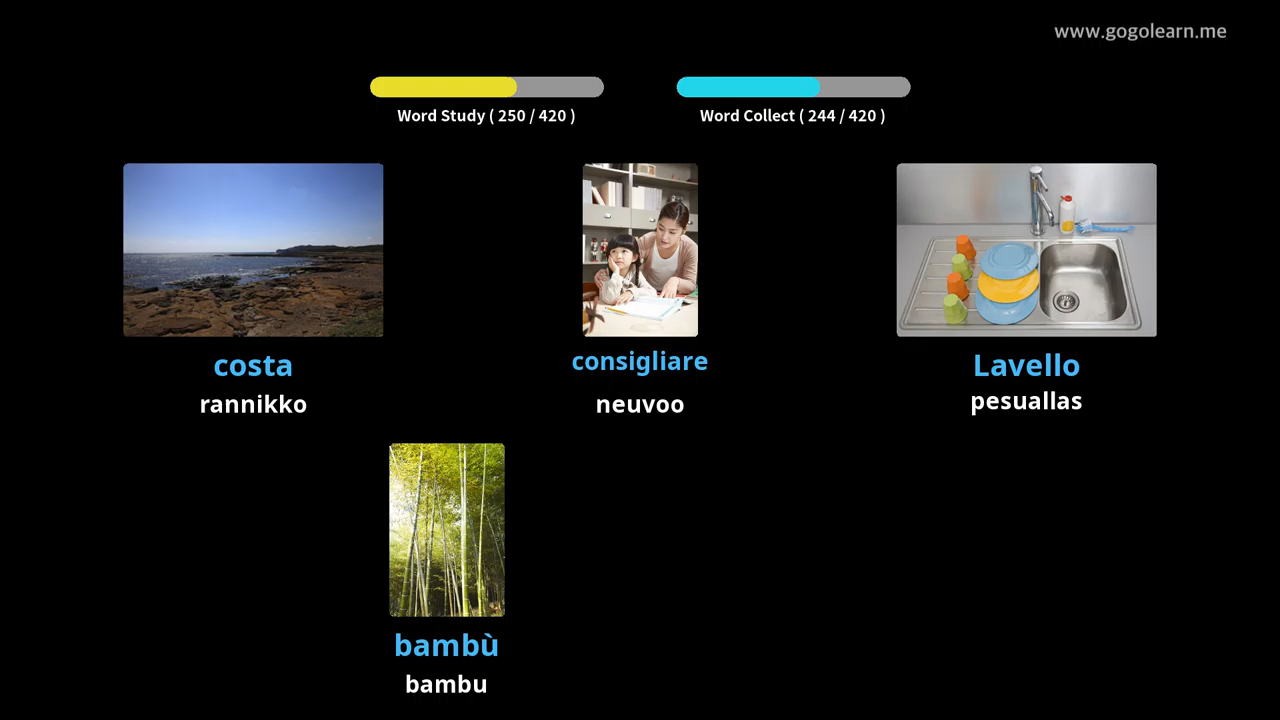 www.gogolearn.me
Word Study ( 250 / 420 )
Word Collect ( 244 / 420 )
costa
rannikko
consigliare
neuvoo
Lavello
pesuallas
bambù
bambu